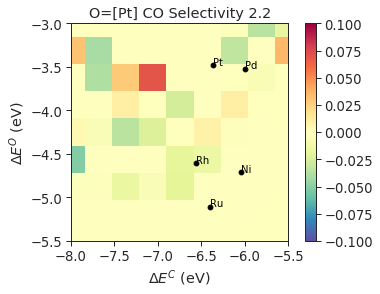 O=[Pt] CO Selectivity 2.2
−3.0
−3.5
−4.0
−4.5
−5.0
−5.5
ΔE^O (eV)
Pt
Pd
Rh
Ni
Ru
−8.0 −7.5 −7.0 −6.5 −6.0 −5.5
ΔE^C (eV)
0.100
0.075
0.050
0.025
0.000
−0.025
−0.050
−0.075
−0.100